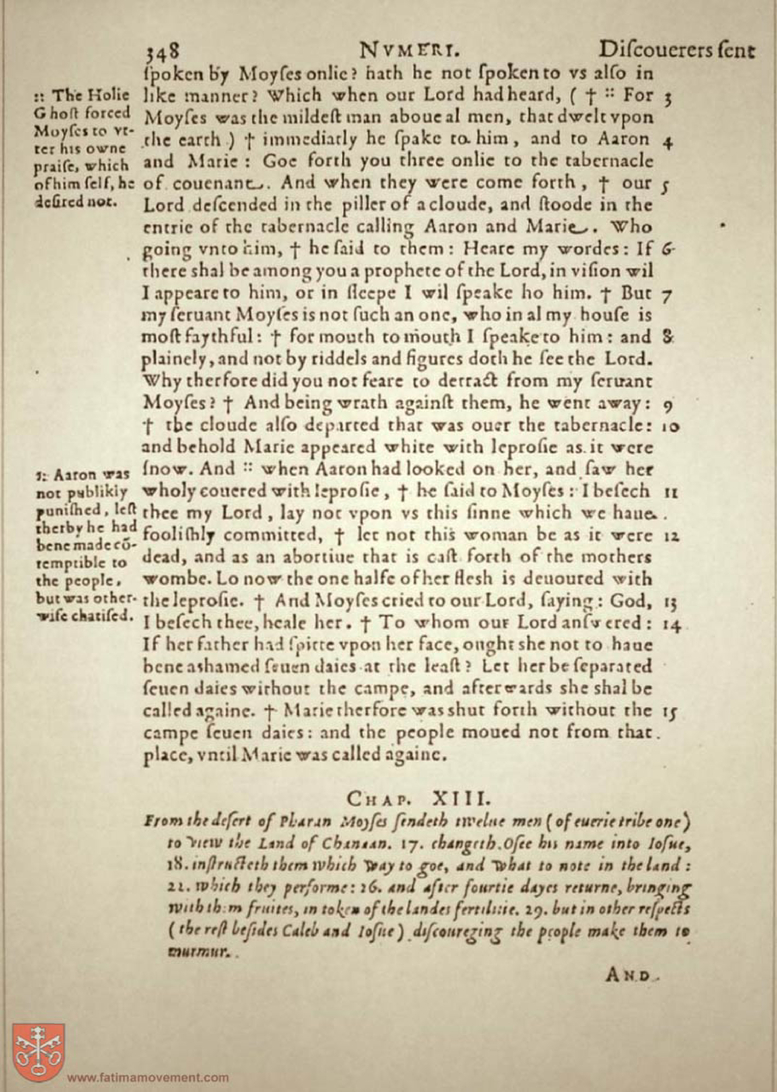 348 NVMERI. Diſcouerers ſent
ſpoken by Moyſes onlie? hath he not ſpoken to vs alſo in
:: The Holie
Ghoſt forced
Moyſes to vt-
ter his owne
praiſe, which
of him ſelf, he
deſired not.
like manner? Which when our Lord had heard, ( † :: For 3
Moyſes was the mildeſt man aboue al men, that dwelt vpon
the earth ) † immediatly he ſpake to him, and to Aaron 4
and Marie: Goe forth you three onlie to the tabernacle
of couenant. And when they were come forth, † our 5
Lord deſcended in the piller of a cloude, and ſtoode in the
entrie of the tabernacle calling Aaron and Marie. Who
going vnto him, † he ſaid to them: Heare my wordes: If 6
there shal be among you a prophete of the Lord, in viſion wil
I appeare to him, or in ſleepe I wil ſpeake ho him. † But 7
my ſeruant Moyſes is not ſuch an one, who in al my houſe is
moſt faythful: † for mouth to mouth I ſpeake to him: and 8
plainely, and not by riddels and figures doth he ſee the Lord.
Why therfore did you not feare to detract from my ſeruant
Moyſes? † And being wrath againſt them, he went away: 9
† the cloude alſo departed that was ouer the tabernacle: 10
and behold Marie appeared white with leproſie as it were
ſnow. And :: when Aaron had looked on her, and ſaw her
:: Aaron was
not publikly
puniſhed, leſt
therby he had
bene made cō-
temptible to
the people,
but was other-
wiſe chatiſed.
wholy couered with leproſie, † he ſaid to Moyſes: I beſech 11
thee my Lord, lay not vpon vs this ſinne which we haue
fooliſhly committed, † let not this woman be as it were 12
dead, and as an abortiue that is caſt forth of the mothers
wombe. Lo now the one halfe of her fleſh is deuoured with
the leproſie. † And Moyſes cried to our Lord, ſaying: God, 13
I beſech thee, heale her. † To whom our Lord anſwered: 14
If her father had ſpitte vpon her face, ought she not to haue
bene ashamed ſeuen daies at the leaſt? Let her be ſeparated
ſeuen daies without the campe, and afterwards she shal be
called againe. † Marie therfore was shut forth without the 15
campe ſeuen daies: and the people moued not from that
place, vntil Marie was called againe.
CHAP. XIII.
From the deſert of Pharan Moyſes ſendeth twelue men (of euerie tribe one)
to view the Land of Chanaan. 17. changeth Oſee his name into Ioſue,
18. inſtructeth them which way to goe, and what to note in the land:
21. which they performe: 26. and after fourtie dayes returne, bringing
with them fruites, in token of the landes fertilitie. 29. but in other reſpects
(the reſt beſides Caleb and Ioſue) diſcoureging the people make them to
murmur.
AND
www.fatimamovement.com